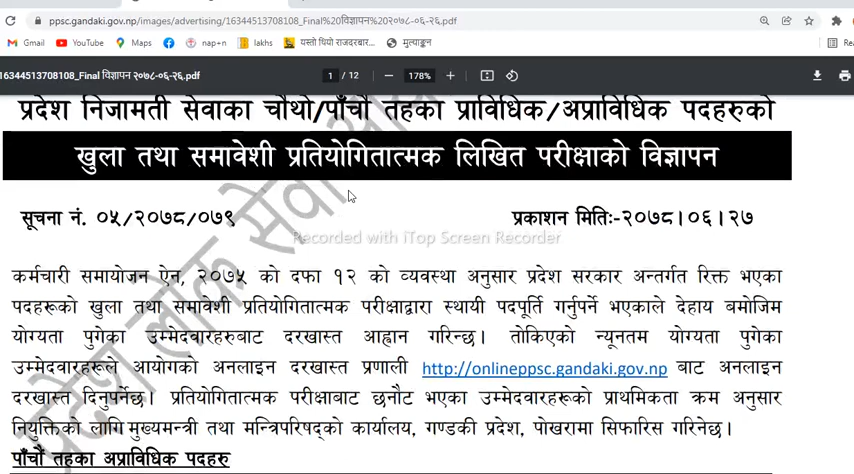 ppsc.gandaki.gov.np/images/advertising/16344513708108_Final%20विज्ञापन%20२०७८-०६-२६.pdf
Gmail YouTube Maps nap+n lakhs यस्तो थियो राजदरबार... मुल्याङ्कन Rea
16344513708108_Final विज्ञापन २०७८-०६-२६.pdf 1 / 12 178%
प्रदेश निजामती सेवाका चौथो/पाँचौ तहका प्राविधिक/अप्राविधिक पदहरुको
खुला तथा समावेशी प्रतियोगितात्मक लिखित परीक्षाको विज्ञापन
सूचना नं. ०५/२०७८/०७९ प्रकाशन मितिः-२०७८।०६।२७
Recorded with iTop Screen Recorder
कर्मचारी समायोजन ऐन, २०७५ को दफा १२ को व्यवस्था अनुसार प्रदेश सरकार अन्तर्गत रिक्त भएका
पदहरूको खुला तथा समावेशी प्रतियोगितात्मक परीक्षाद्वारा स्थायी पदपूर्ति गर्नुपर्ने भएकाले देहाय बमोजिम
योग्यता पुगेका उम्मेदवारहरुबाट दरखास्त आह्वान गरिन्छ। तोकिएको न्यूनतम योग्यता पुगेका
उम्मेदवारहरूले आयोगको अनलाइन दरखास्त प्रणाली http://onlineppsc.gandaki.gov.np बाट अनलाइन
दरखास्त दिनुपर्नेछ। प्रतियोगितात्मक परीक्षाबाट छनौट भएका उम्मेदवारहरूको प्राथमिकता क्रम अनुसार
नियुक्तिको लागि मुख्यमन्त्री तथा मन्त्रिपरिषद्को कार्यालय, गण्डकी प्रदेश, पोखरामा सिफारिस गरिनेछ।
पाँचौं तहका अप्राविधिक पदहरु
प्रदेश लोक सेवा आयोग